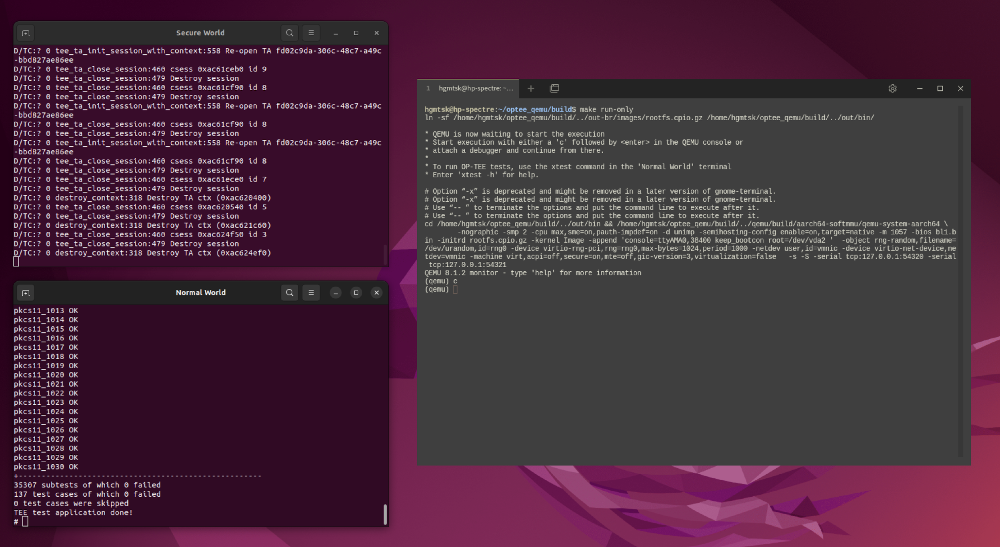 Secure World
D/TC:? 0 tee_ta_init_session_with_context:558 Re-open TA fd02c9da-306c-48c7-a49c
-bbd827ae86ee
D/TC:? 0 tee_ta_close_session:460 csess 0xac61ceb0 id 9
D/TC:? 0 tee_ta_close_session:479 Destroy session
D/TC:? 0 tee_ta_close_session:460 csess 0xac61cf90 id 8
D/TC:? 0 tee_ta_close_session:479 Destroy session
D/TC:? 0 tee_ta_init_session_with_context:558 Re-open TA fd02c9da-306c-48c7-a49c
-bbd827ae86ee
D/TC:? 0 tee_ta_close_session:460 csess 0xac61cf90 id 8
D/TC:? 0 tee_ta_close_session:479 Destroy session
D/TC:? 0 tee_ta_init_session_with_context:558 Re-open TA fd02c9da-306c-48c7-a49c
-bbd827ae86ee
D/TC:? 0 tee_ta_close_session:460 csess 0xac61cf90 id 8
D/TC:? 0 tee_ta_close_session:479 Destroy session
D/TC:? 0 tee_ta_close_session:460 csess 0xac61ece0 id 7
D/TC:? 0 tee_ta_close_session:479 Destroy session
D/TC:? 0 destroy_context:318 Destroy TA ctx (0xac620400)
D/TC:? 0 tee_ta_close_session:460 csess 0xac620540 id 5
D/TC:? 0 tee_ta_close_session:479 Destroy session
D/TC:? 0 destroy_context:318 Destroy TA ctx (0xac621c60)
D/TC:? 0 tee_ta_close_session:460 csess 0xac624f50 id 3
D/TC:? 0 tee_ta_close_session:479 Destroy session
D/TC:? 0 destroy_context:318 Destroy TA ctx (0xac624ef0)
Normal World
pkcs11_1013 OK
pkcs11_1014 OK
pkcs11_1015 OK
pkcs11_1016 OK
pkcs11_1017 OK
pkcs11_1018 OK
pkcs11_1019 OK
pkcs11_1020 OK
pkcs11_1021 OK
pkcs11_1022 OK
pkcs11_1023 OK
pkcs11_1024 OK
pkcs11_1025 OK
pkcs11_1026 OK
pkcs11_1027 OK
pkcs11_1028 OK
pkcs11_1029 OK
pkcs11_1030 OK
+-----------------------------------------------------
35307 subtests of which 0 failed
137 test cases of which 0 failed
0 test cases were skipped
TEE test application done!
#
1 hgmtsk@hp-spectre: ~...
hgmtsk@hp-spectre:~/optee_qemu/build$ make run-only
ln -sf /home/hgmtsk/optee_qemu/build/../out-br/images/rootfs.cpio.gz /home/hgmtsk/optee_qemu/build/../out/bin/
* QEMU is now waiting to start the execution
* Start execution with either a 'c' followed by <enter> in the QEMU console or
* attach a debugger and continue from there.
*
* To run OP-TEE tests, use the xtest command in the 'Normal World' terminal
* Enter 'xtest -h' for help.
# Option “-x” is deprecated and might be removed in a later version of gnome-terminal.
# Option “-x” is deprecated and might be removed in a later version of gnome-terminal.
# Use “-- ” to terminate the options and put the command line to execute after it.
# Use “-- ” to terminate the options and put the command line to execute after it.
cd /home/hgmtsk/optee_qemu/build/../out/bin && /home/hgmtsk/optee_qemu/build/../qemu/build/aarch64-softmmu/qemu-system-aarch64 \
-nographic -smp 2 -cpu max,sme=on,pauth-impdef=on -d unimp -semihosting-config enable=on,target=native -m 1057 -bios bl1.b
in -initrd rootfs.cpio.gz -kernel Image -append 'console=ttyAMA0,38400 keep_bootcon root=/dev/vda2 '  -object rng-random,filename=
/dev/urandom,id=rng0 -device virtio-rng-pci,rng=rng0,max-bytes=1024,period=1000 -netdev user,id=vmnic -device virtio-net-device,ne
tdev=vmnic -machine virt,acpi=off,secure=on,mte=off,gic-version=3,virtualization=false   -s -S -serial tcp:127.0.0.1:54320 -serial
tcp:127.0.0.1:54321
QEMU 8.1.2 monitor - type 'help' for more information
(qemu) c
(qemu)